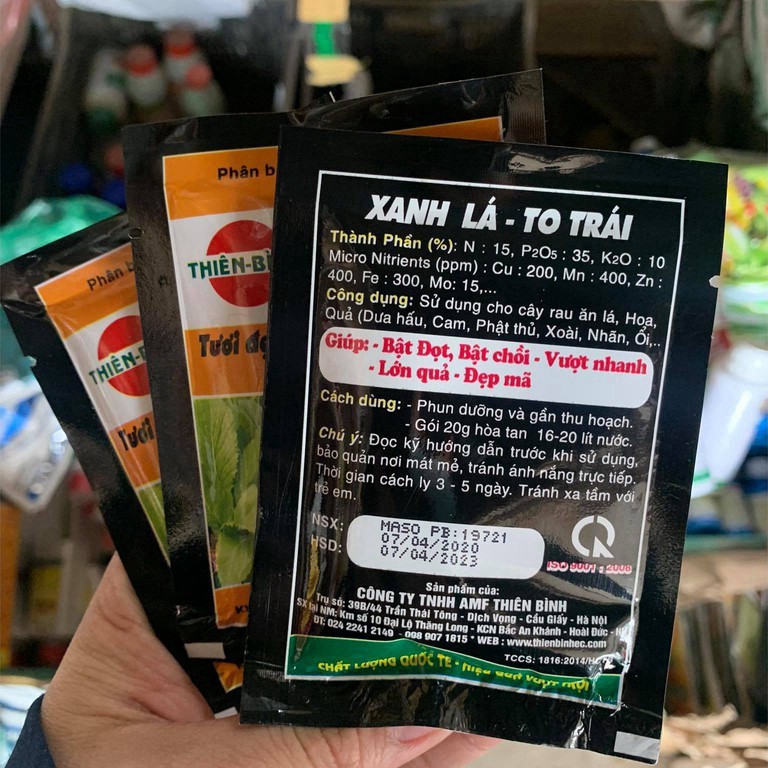 Phân b
THIÊN-BÌ
Tưới đọ
Phân b
THIÊN-B
Tưới
XANH LÁ - TO TRÁI
Thành Phần (%): N : 15, P2O5 : 35, K2O : 10
Micro Nitrients (ppm) : Cu : 200, Mn : 400, Zn :
400, Fe : 300, Mo: 15,...
Công dụng: Sử dụng cho cây rau ăn lá, Hoa,
Quả (Dưa hấu, Cam, Phật thủ, Xoài, Nhãn, Ổi,..
Giúp: - Bật Đọt, Bật chồi - Vượt nhanh
- Lớn quả - Đẹp mã
Cách dùng: - Phun dưỡng và gần thu hoạch.
- Gói 20g hòa tan 16-20 lít nước.
Chú ý: Đọc kỹ hướng dẫn trước khi sử dụng,
bảo quản nơi mát mẻ, tránh ánh nắng trực tiếp.
Thời gian cách ly 3 - 5 ngày. Tránh xa tầm với
trẻ em.
NSX:
HSD:
MASO PB:19721
07/04/2020
07/04/2023
ISO 9001 : 2008
Sản phẩm của:
CÔNG TY TNHH AMF THIÊN BÌNH
Trụ sở: 39B/44 Trần Thái Tông - Dịch Vọng - Cầu Giấy - Hà Nội
SX tại NM: Km số 10 Đại Lộ Thăng Long - KCN Bắc An Khánh - Hoài Đức - H
ĐT: 024 2241 2149 - 098 907 1815 * WEB : www.thienbinhec.com
TCCS: 1816:2014/H
CHẤT LƯỢNG QUỐC TẾ - HIỆU QUẢ VƯỢT TRỘI